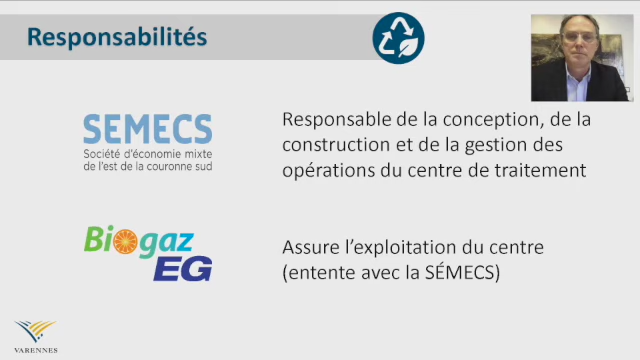 Responsabilités
SEMECS
Société d'économie mixte
de l'est de la couronne sud
Responsable de la conception, de la
construction et de la gestion des
opérations du centre de traitement
Biogaz
EG
Assure l'exploitation du centre
(entente avec la SÉMECS)
VARENNES